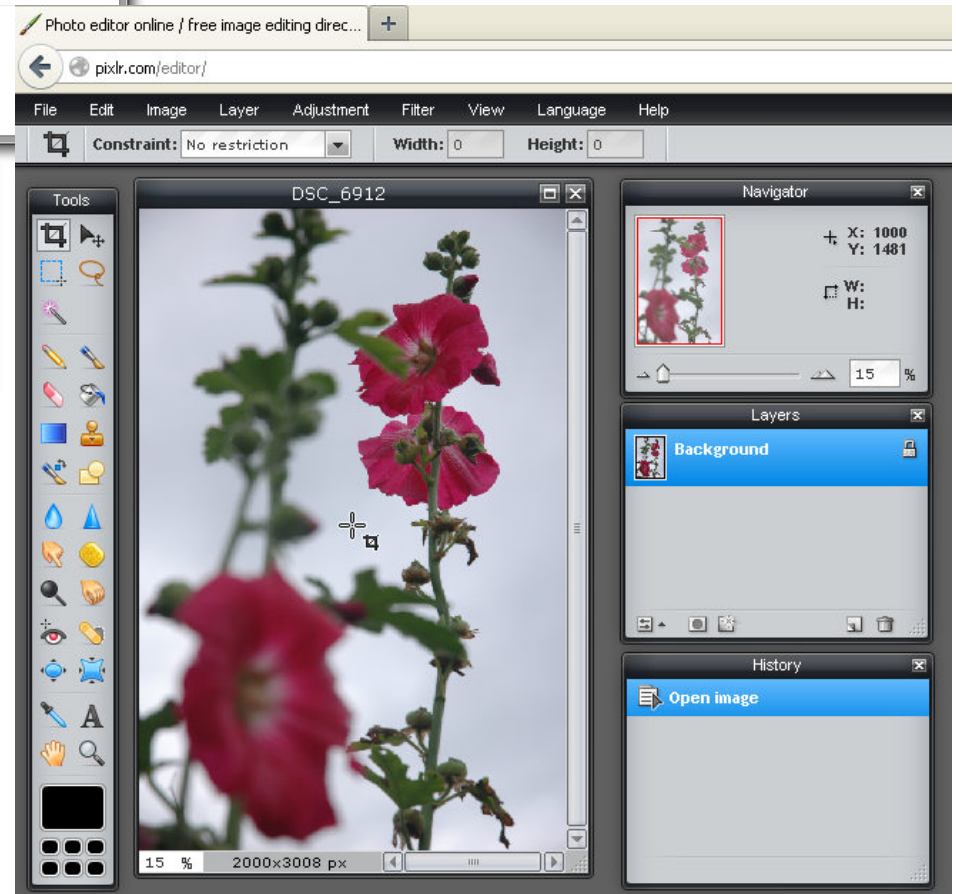 Photo editor online / free image editing direc...
pixlr.com/editor/
File Edit Image Layer Adjustment Filter View Language Help
Constraint: No restriction Width: 0 Height: 0
Tools
DSC_6912
Navigator
X: 1000
Y: 1481
W:
H:
15 %
Layers
Background
History
Open image
A
15 % 2000x3008 px